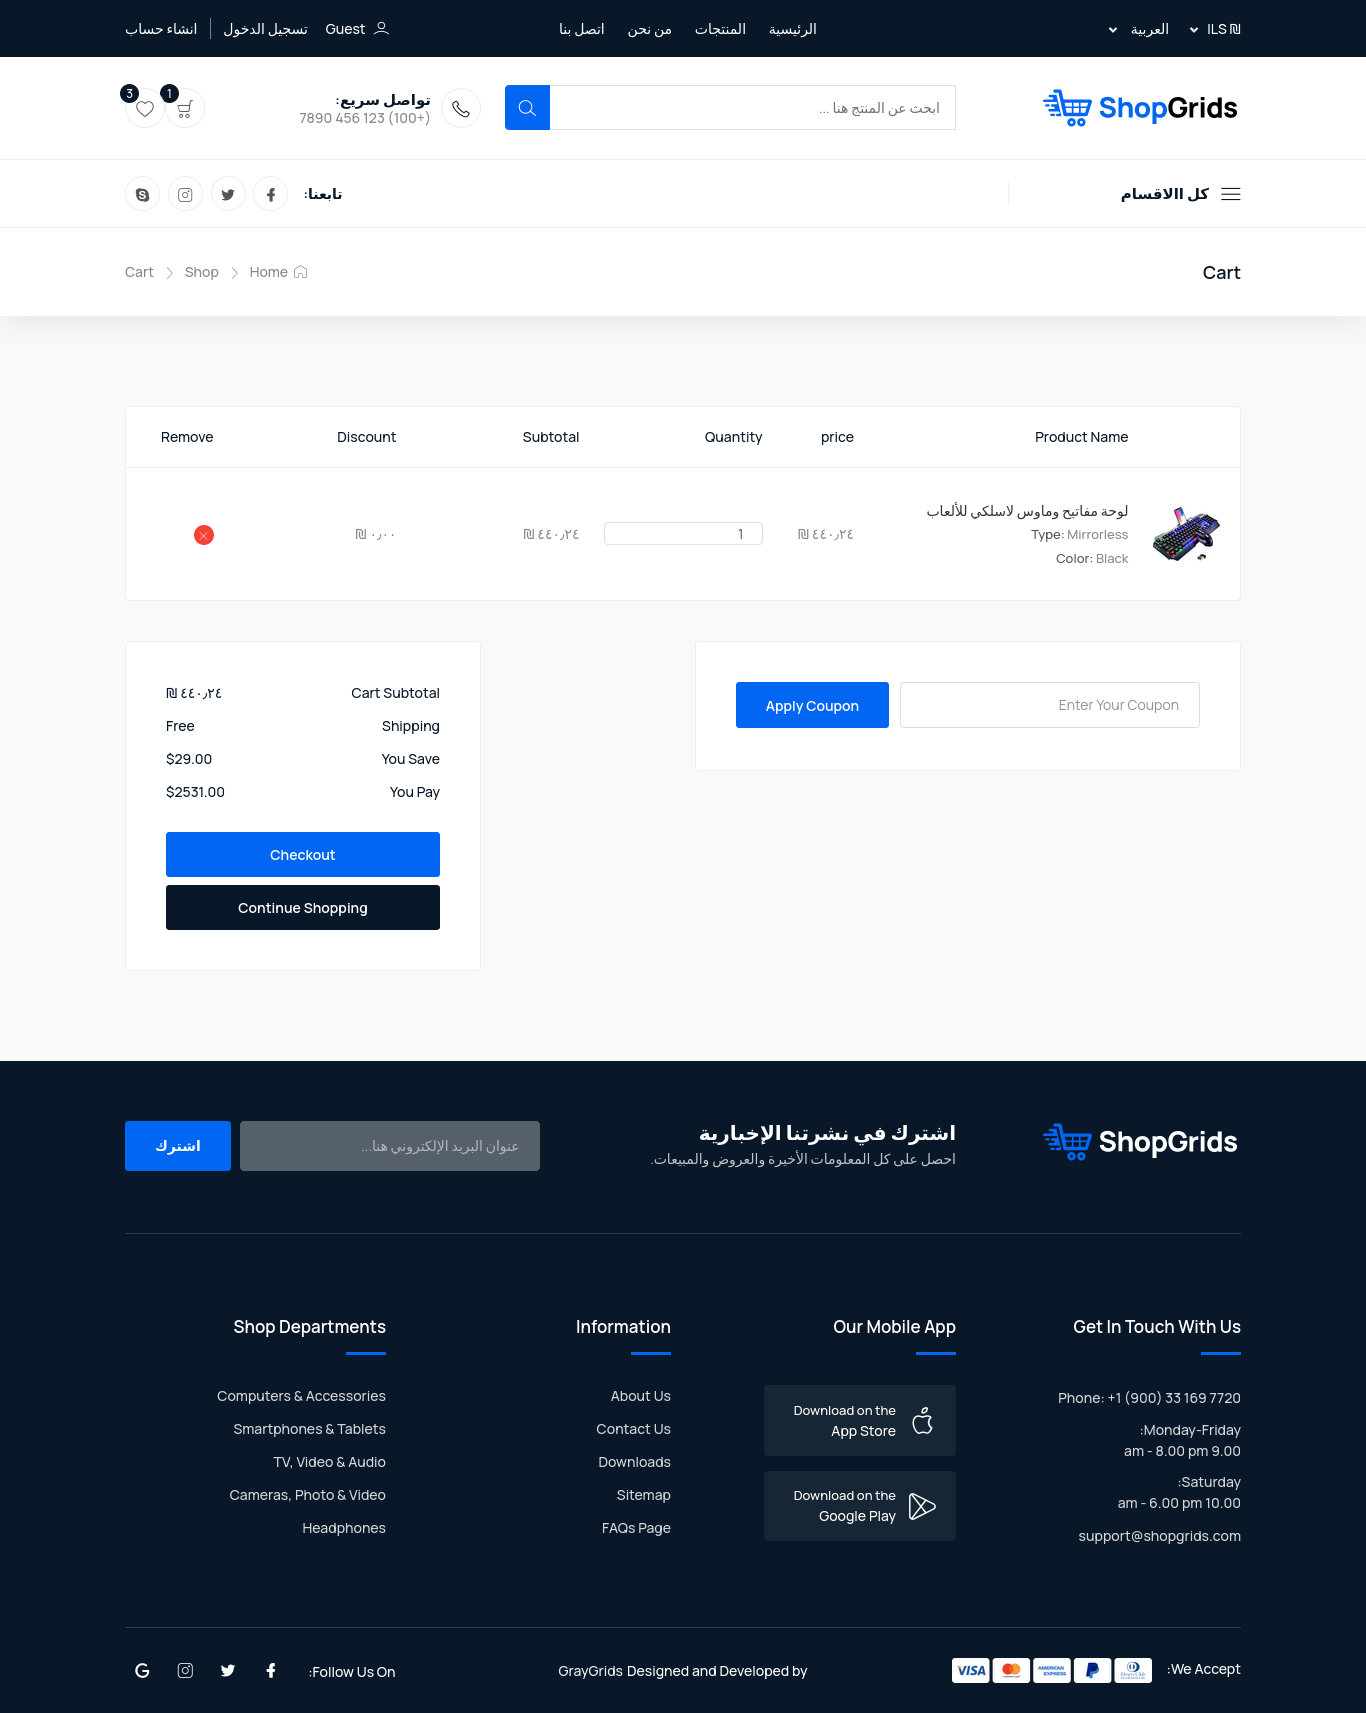 ₪ ILS
العربية
الرئيسية
المنتجات
من نحن
اتصل بنا
Guest
تسجيل الدخول
انشاء حساب
ShopGrids
ابحث عن المنتج هنا ...
تواصل سريع:
(+100) 123 456 7890
1
3
كل االاقسام
تابعنا:
Cart
Home
Shop
Cart
Product Name
price
Quantity
Subtotal
Discount
Remove
لوحة مفاتيح وماوس لاسلكي للألعاب
Type: Mirrorless
Color: Black
₪ ٤٤٠٫٢٤
1
₪ ٤٤٠٫٢٤
₪ ٠٫٠٠
Enter Your Coupon
Apply Coupon
Cart Subtotal
₪ ٤٤٠٫٢٤
Shipping
Free
You Save
$29.00
You Pay
$2531.00
Checkout
Continue Shopping
ShopGrids
اشترك في نشرتنا الإخبارية
احصل على كل المعلومات الأخيرة والعروض والمبيعات.
عنوان البريد الإلكتروني هنا...
اشترك
Get In Touch With Us
Phone: +1 (900) 33 169 7720
:Monday-Friday
am - 8.00 pm 9.00
:Saturday
am - 6.00 pm 10.00
support@shopgrids.com
Our Mobile App
Download on the
App Store
Download on the
Google Play
Information
About Us
Contact Us
Downloads
Sitemap
FAQs Page
Shop Departments
Computers & Accessories
Smartphones & Tablets
TV, Video & Audio
Cameras, Photo & Video
Headphones
:We Accept
VISA
MasterCard
AMERICAN EXPRESS
Diners Club
GrayGrids Designed and Developed by
:Follow Us On